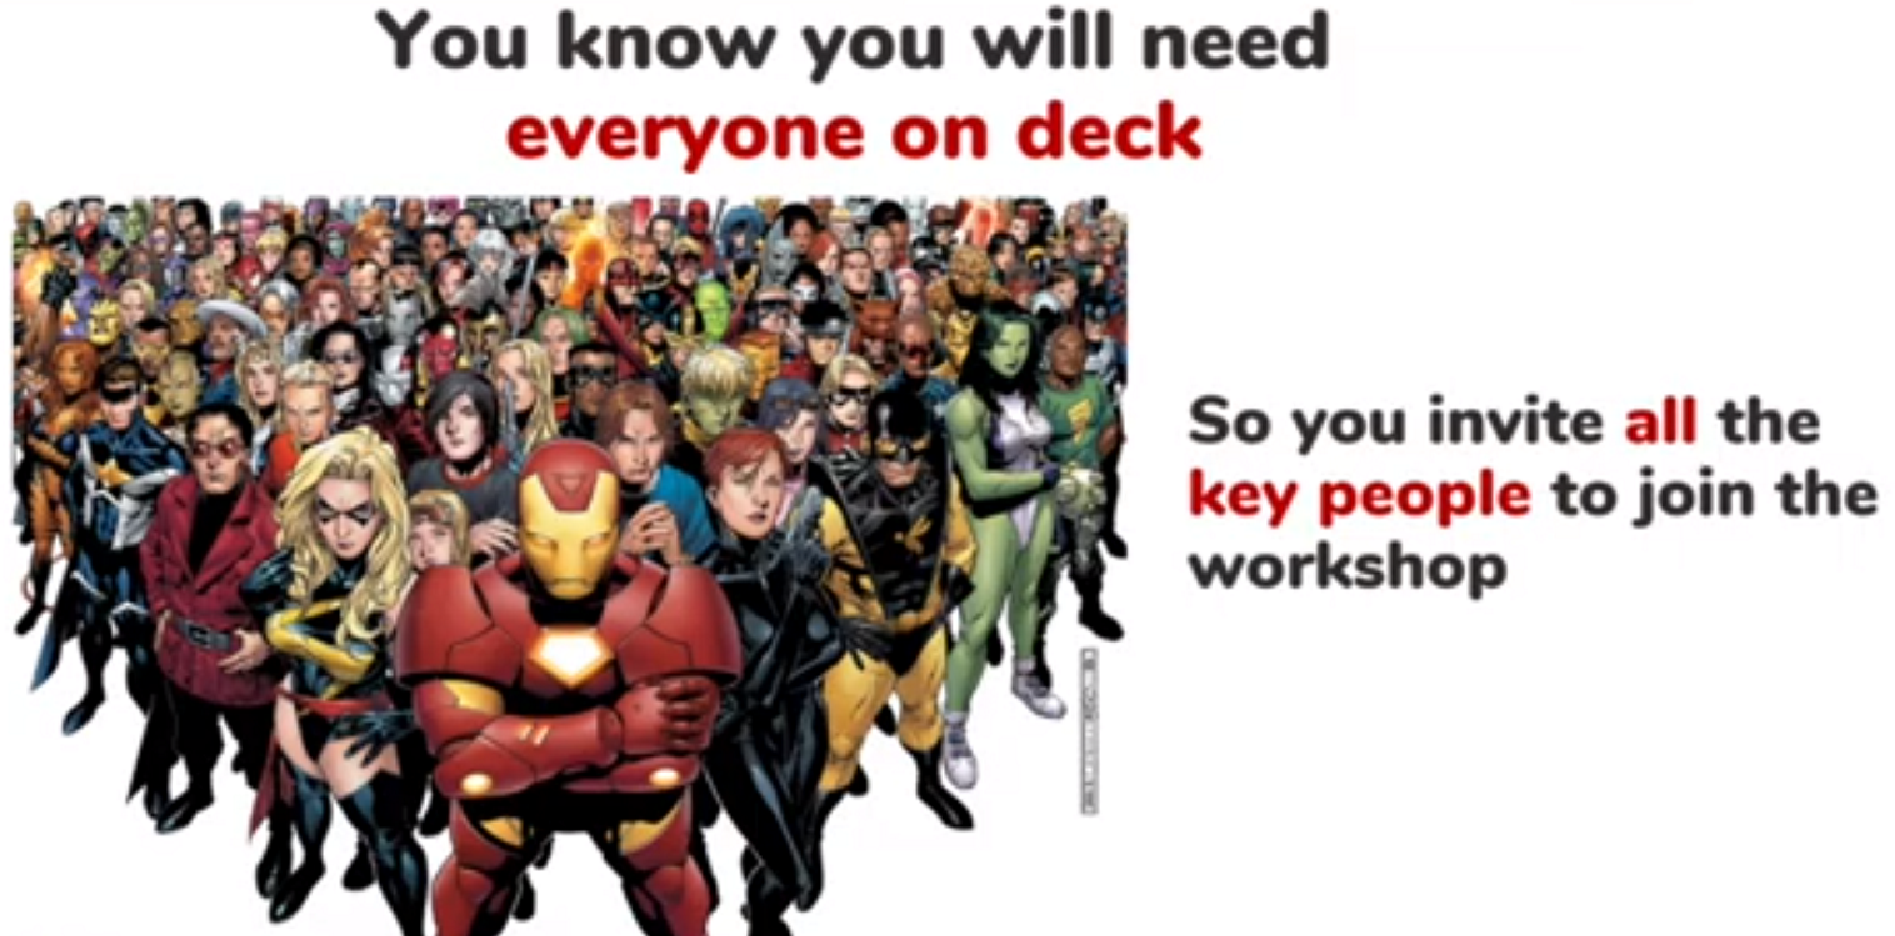 You know you will need
everyone on deck
So you invite all the
key people to join the
workshop